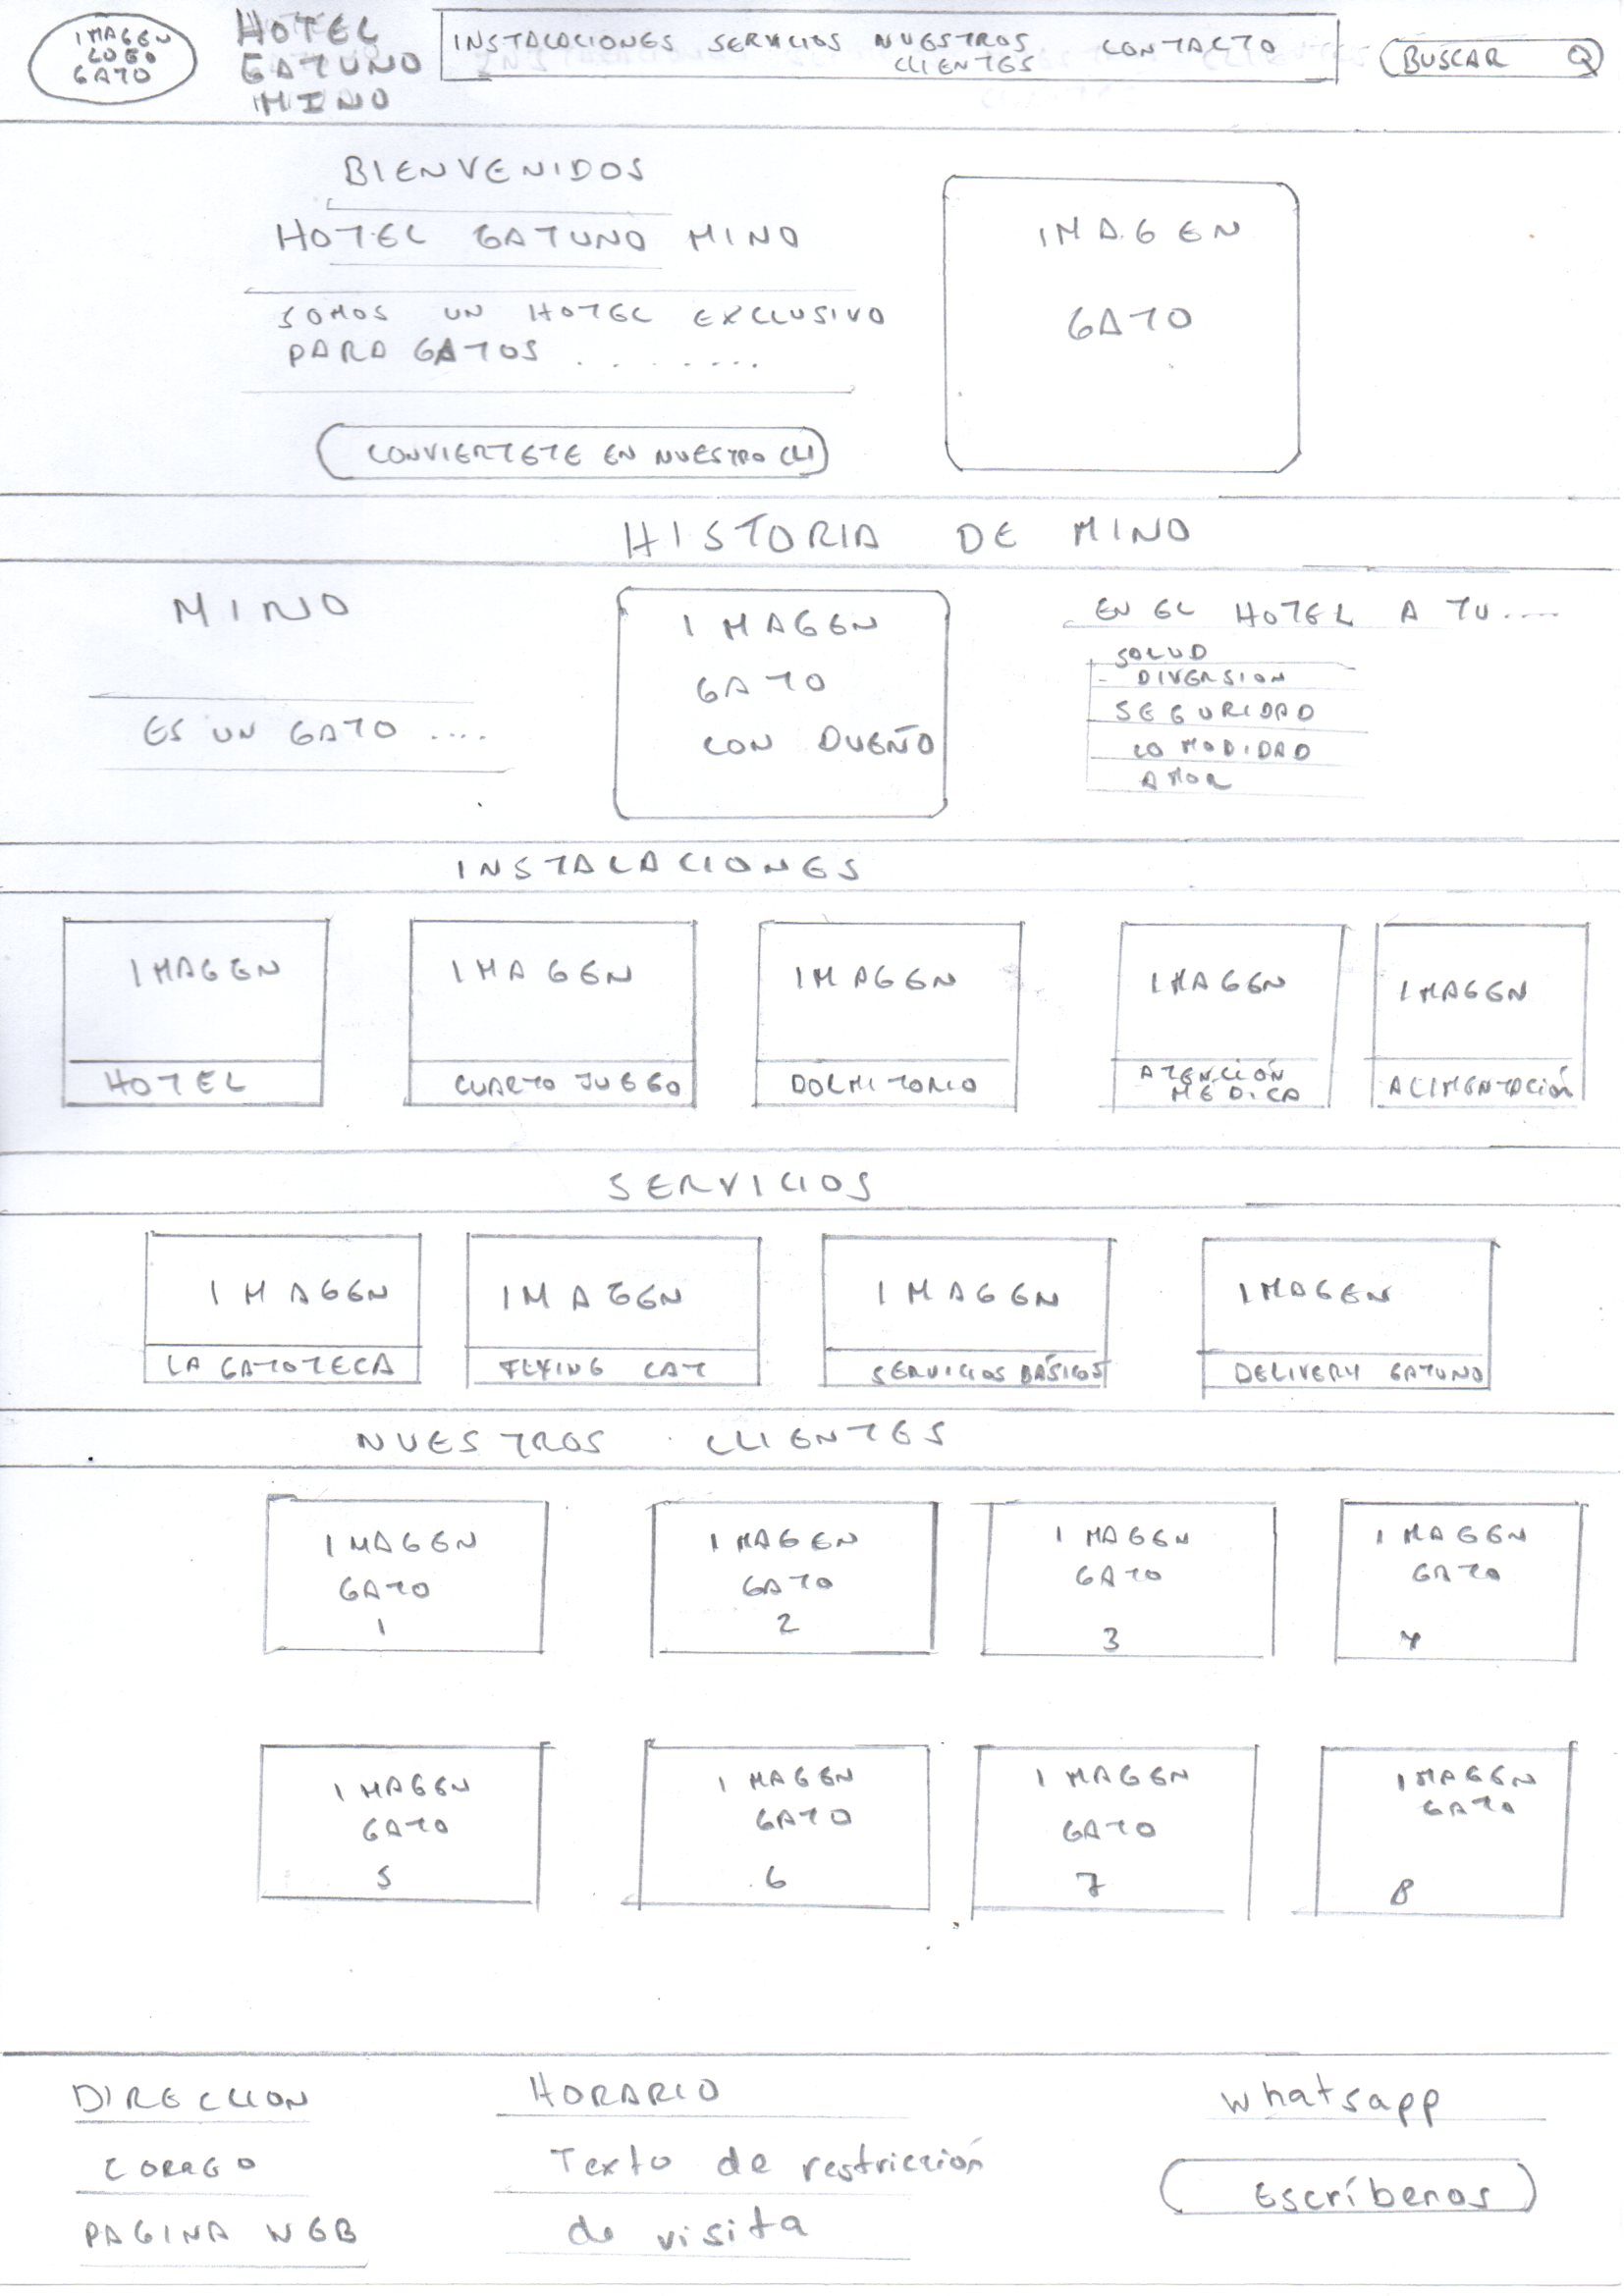 IMAGEN
LOGO
GATO
HOTEL
GATUNO
MINO
INSTALACIONES SERVICIOS NUESTROS CLIENTES CONTACTO
BUSCAR
BIENVENIDOS
HOTEL GATUNO MINO
SOMOS UN HOTEL EXCLUSIVO
PARA GATOS ........
CONVIERTETE EN NUESTRO CLI
IMAGEN
GATO
HISTORIA DE MINO
MINO
ES UN GATO ....
IMAGEN
GATO
CON DUEÑO
EN EL HOTEL A TU ....
SALUD
- DIVERSION
SEGURIDAD
COMODIDAD
AMOR
INSTALACIONES
IMAGEN
HOTEL
IMAGEN
CUARTO JUEGO
IMAGEN
DORMITORIO
IMAGEN
ATENCIÓN
MÉDICA
IMAGEN
ALIMENTACIÓN
SERVICIOS
IMAGEN
LA GATOTECA
IMAGEN
FLYING CAT
IMAGEN
SERVICIOS BÁSICOS
IMAGEN
DELIVERY GATUNO
NUESTROS CLIENTES
IMAGEN
GATO
1
IMAGEN
GATO
2
IMAGEN
GATO
3
IMAGEN
GATO
4
IMAGEN
GATO
5
IMAGEN
GATO
6
IMAGEN
GATO
7
IMAGEN
GATO
8
DIRECCION
CORREO
PAGINA WEB
HORARIO
Texto de restricción
de visita
whatsapp
Escríbenos